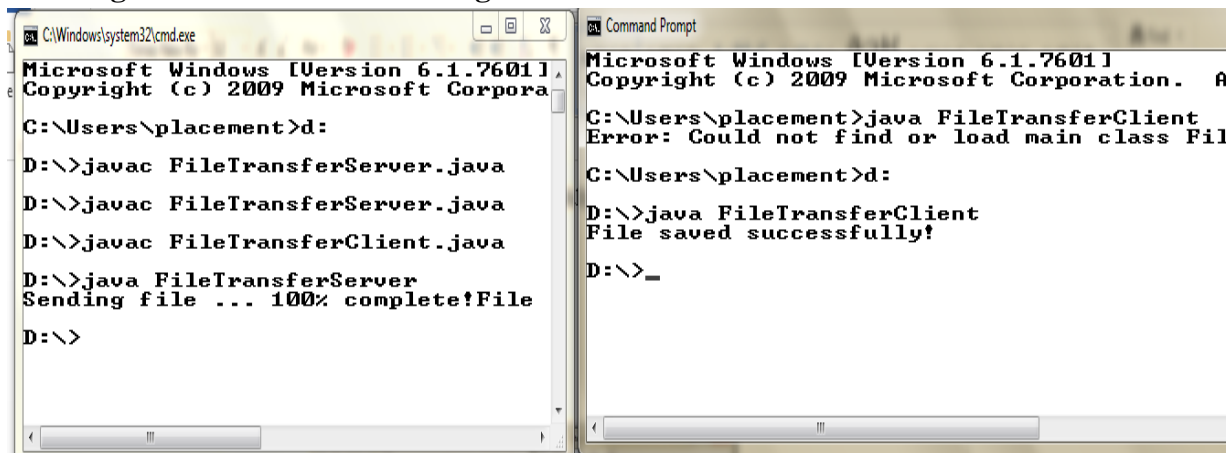 C:\Windows\system32\cmd.exe
Microsoft Windows [Version 6.1.7601]
Copyright (c) 2009 Microsoft Corpora
C:\Users\placement>d:
D:\>javac FileTransferServer.java
D:\>javac FileTransferServer.java
D:\>javac FileTransferClient.java
D:\>java FileTransferServer
Sending file ... 100% complete!File
D:\>
Command Prompt
Microsoft Windows [Version 6.1.7601]
Copyright (c) 2009 Microsoft Corporation. A
C:\Users\placement>java FileTransferClient
Error: Could not find or load main class Fil
C:\Users\placement>d:
D:\>java FileTransferClient
File saved successfully!
D:\>_